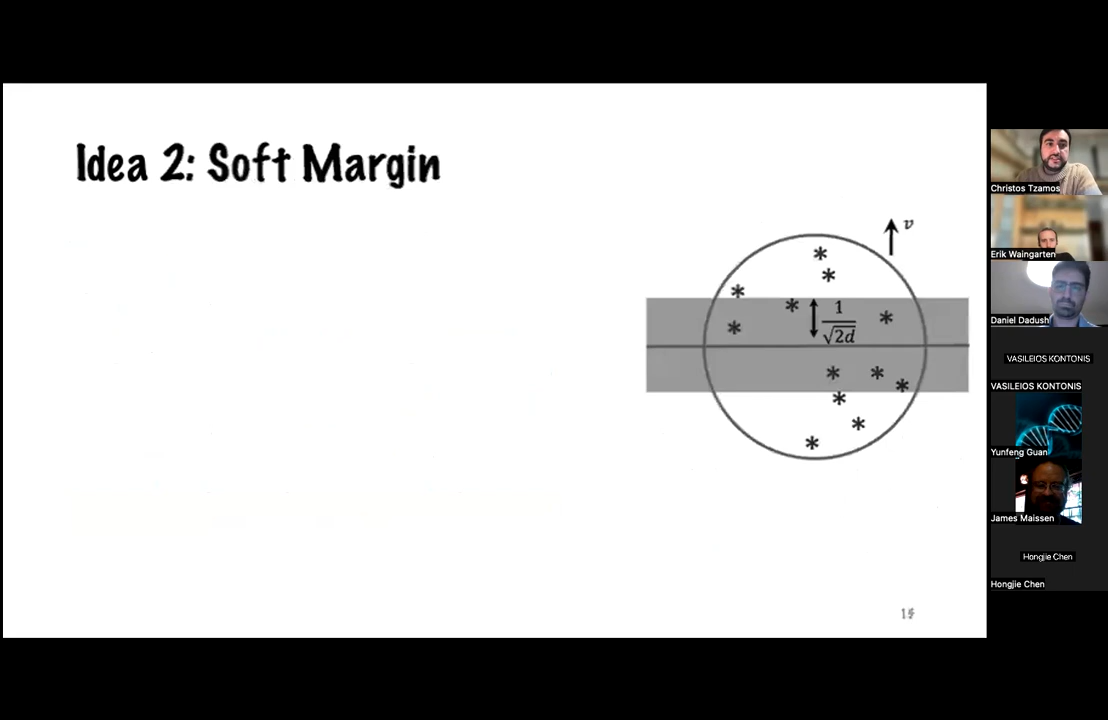 Idea 2: Soft Margin
v
1
√2d
15
Christos Tzamos
Erik Waingarten
Daniel Dadush
VASILEIOS KONTONIS
VASILEIOS KONTONIS
Yunfeng Guan
James Maissen
Hongjie Chen
Hongjie Chen